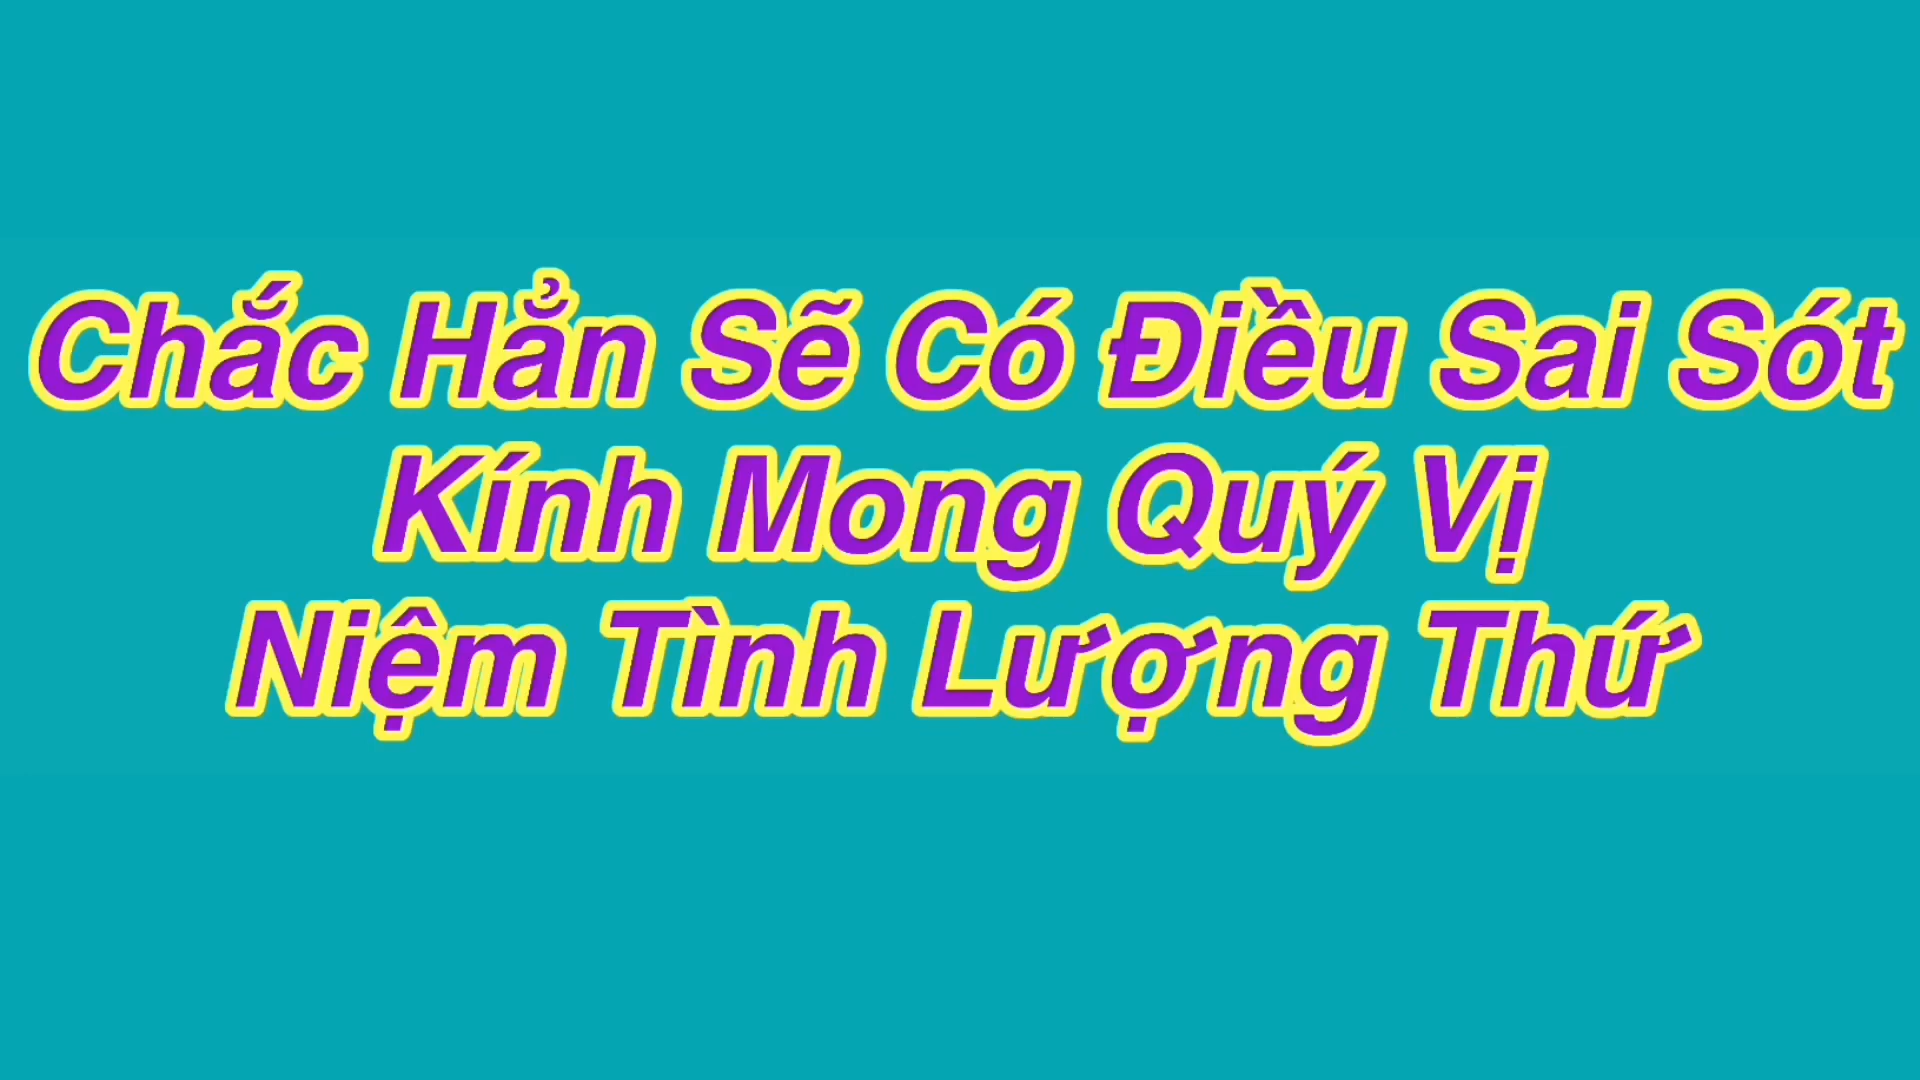 Chắc Hẳn Sẽ Có Điều Sai Sót
Kính Mong Quý Vị
Niệm Tình Lượng Thứ